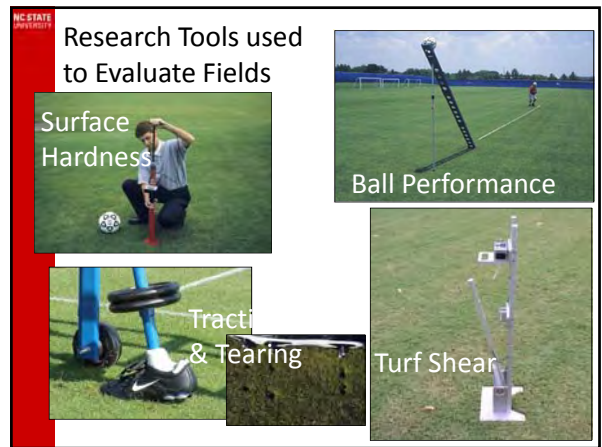 NC STATE
UNIVERSITY
Research Tools used
to Evaluate Fields
Surface
Hardness
Ball Performance
Tracti
& Tearing
Turf Shear